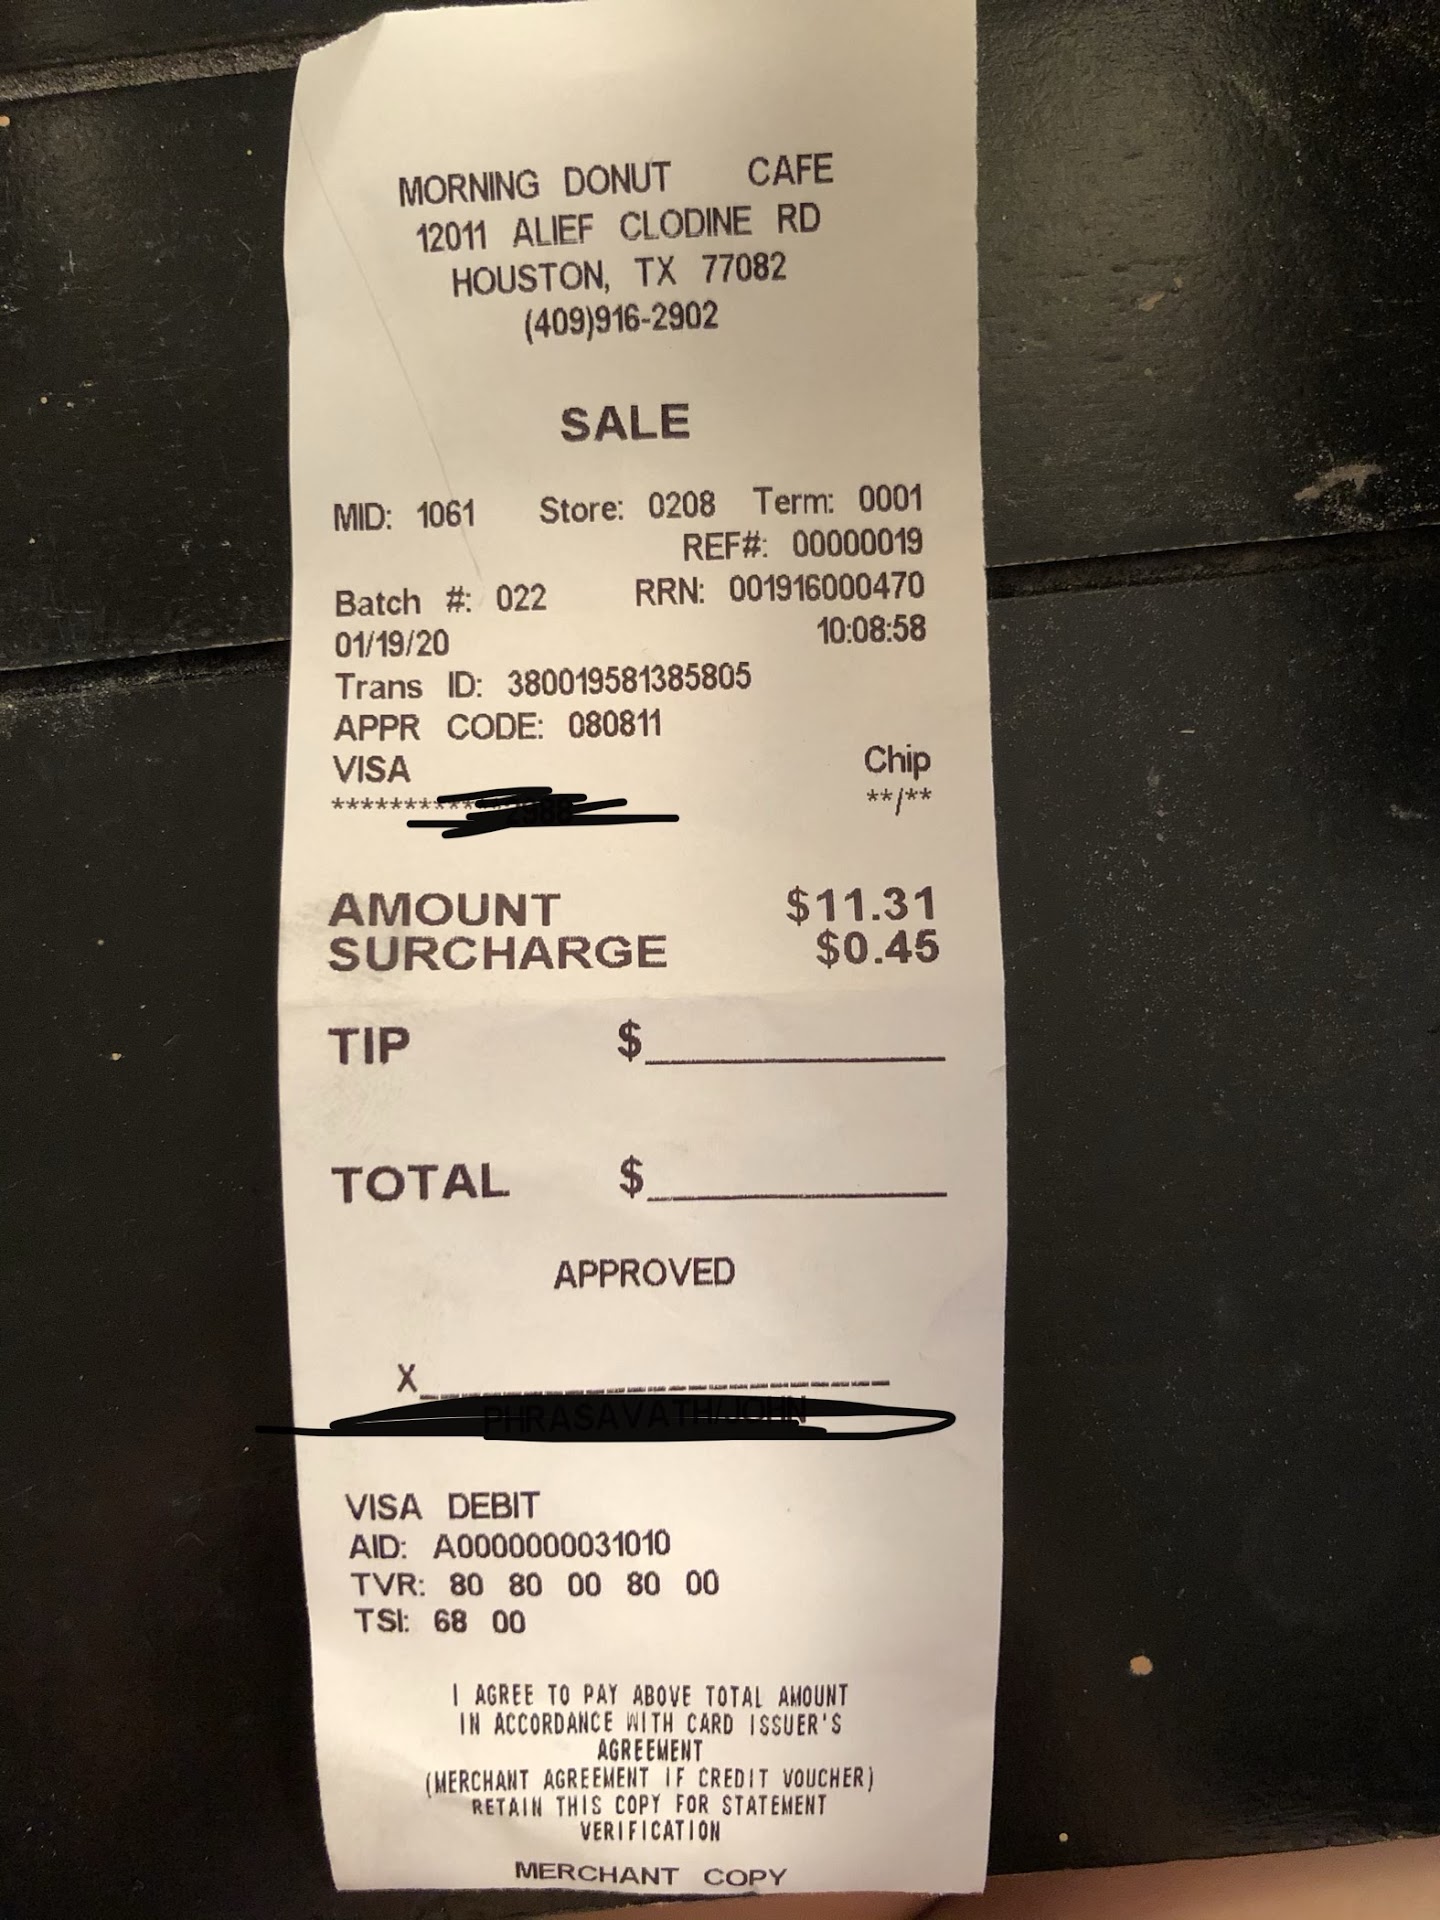 MORNING DONUT CAFE
12011 ALIEF CLODINE RD
HOUSTON, TX 77082
(409)916-2902
SALE
MID: 1061 Store: 0208 Term: 0001
REF#: 00000019
Batch #: 022 RRN: 001916000470
01/19/20 10:08:58
Trans ID: 380019581385805
APPR CODE: 080811
VISA Chip
************ **/**
AMOUNT $11.31
SURCHARGE $0.45
TIP $
TOTAL $
APPROVED
X
VISA DEBIT
AID: A0000000031010
TVR: 80 80 00 80 00
TSI: 68 00
I AGREE TO PAY ABOVE TOTAL AMOUNT
IN ACCORDANCE WITH CARD ISSUER'S
AGREEMENT
(MERCHANT AGREEMENT IF CREDIT VOUCHER)
RETAIN THIS COPY FOR STATEMENT
VERIFICATION
MERCHANT COPY